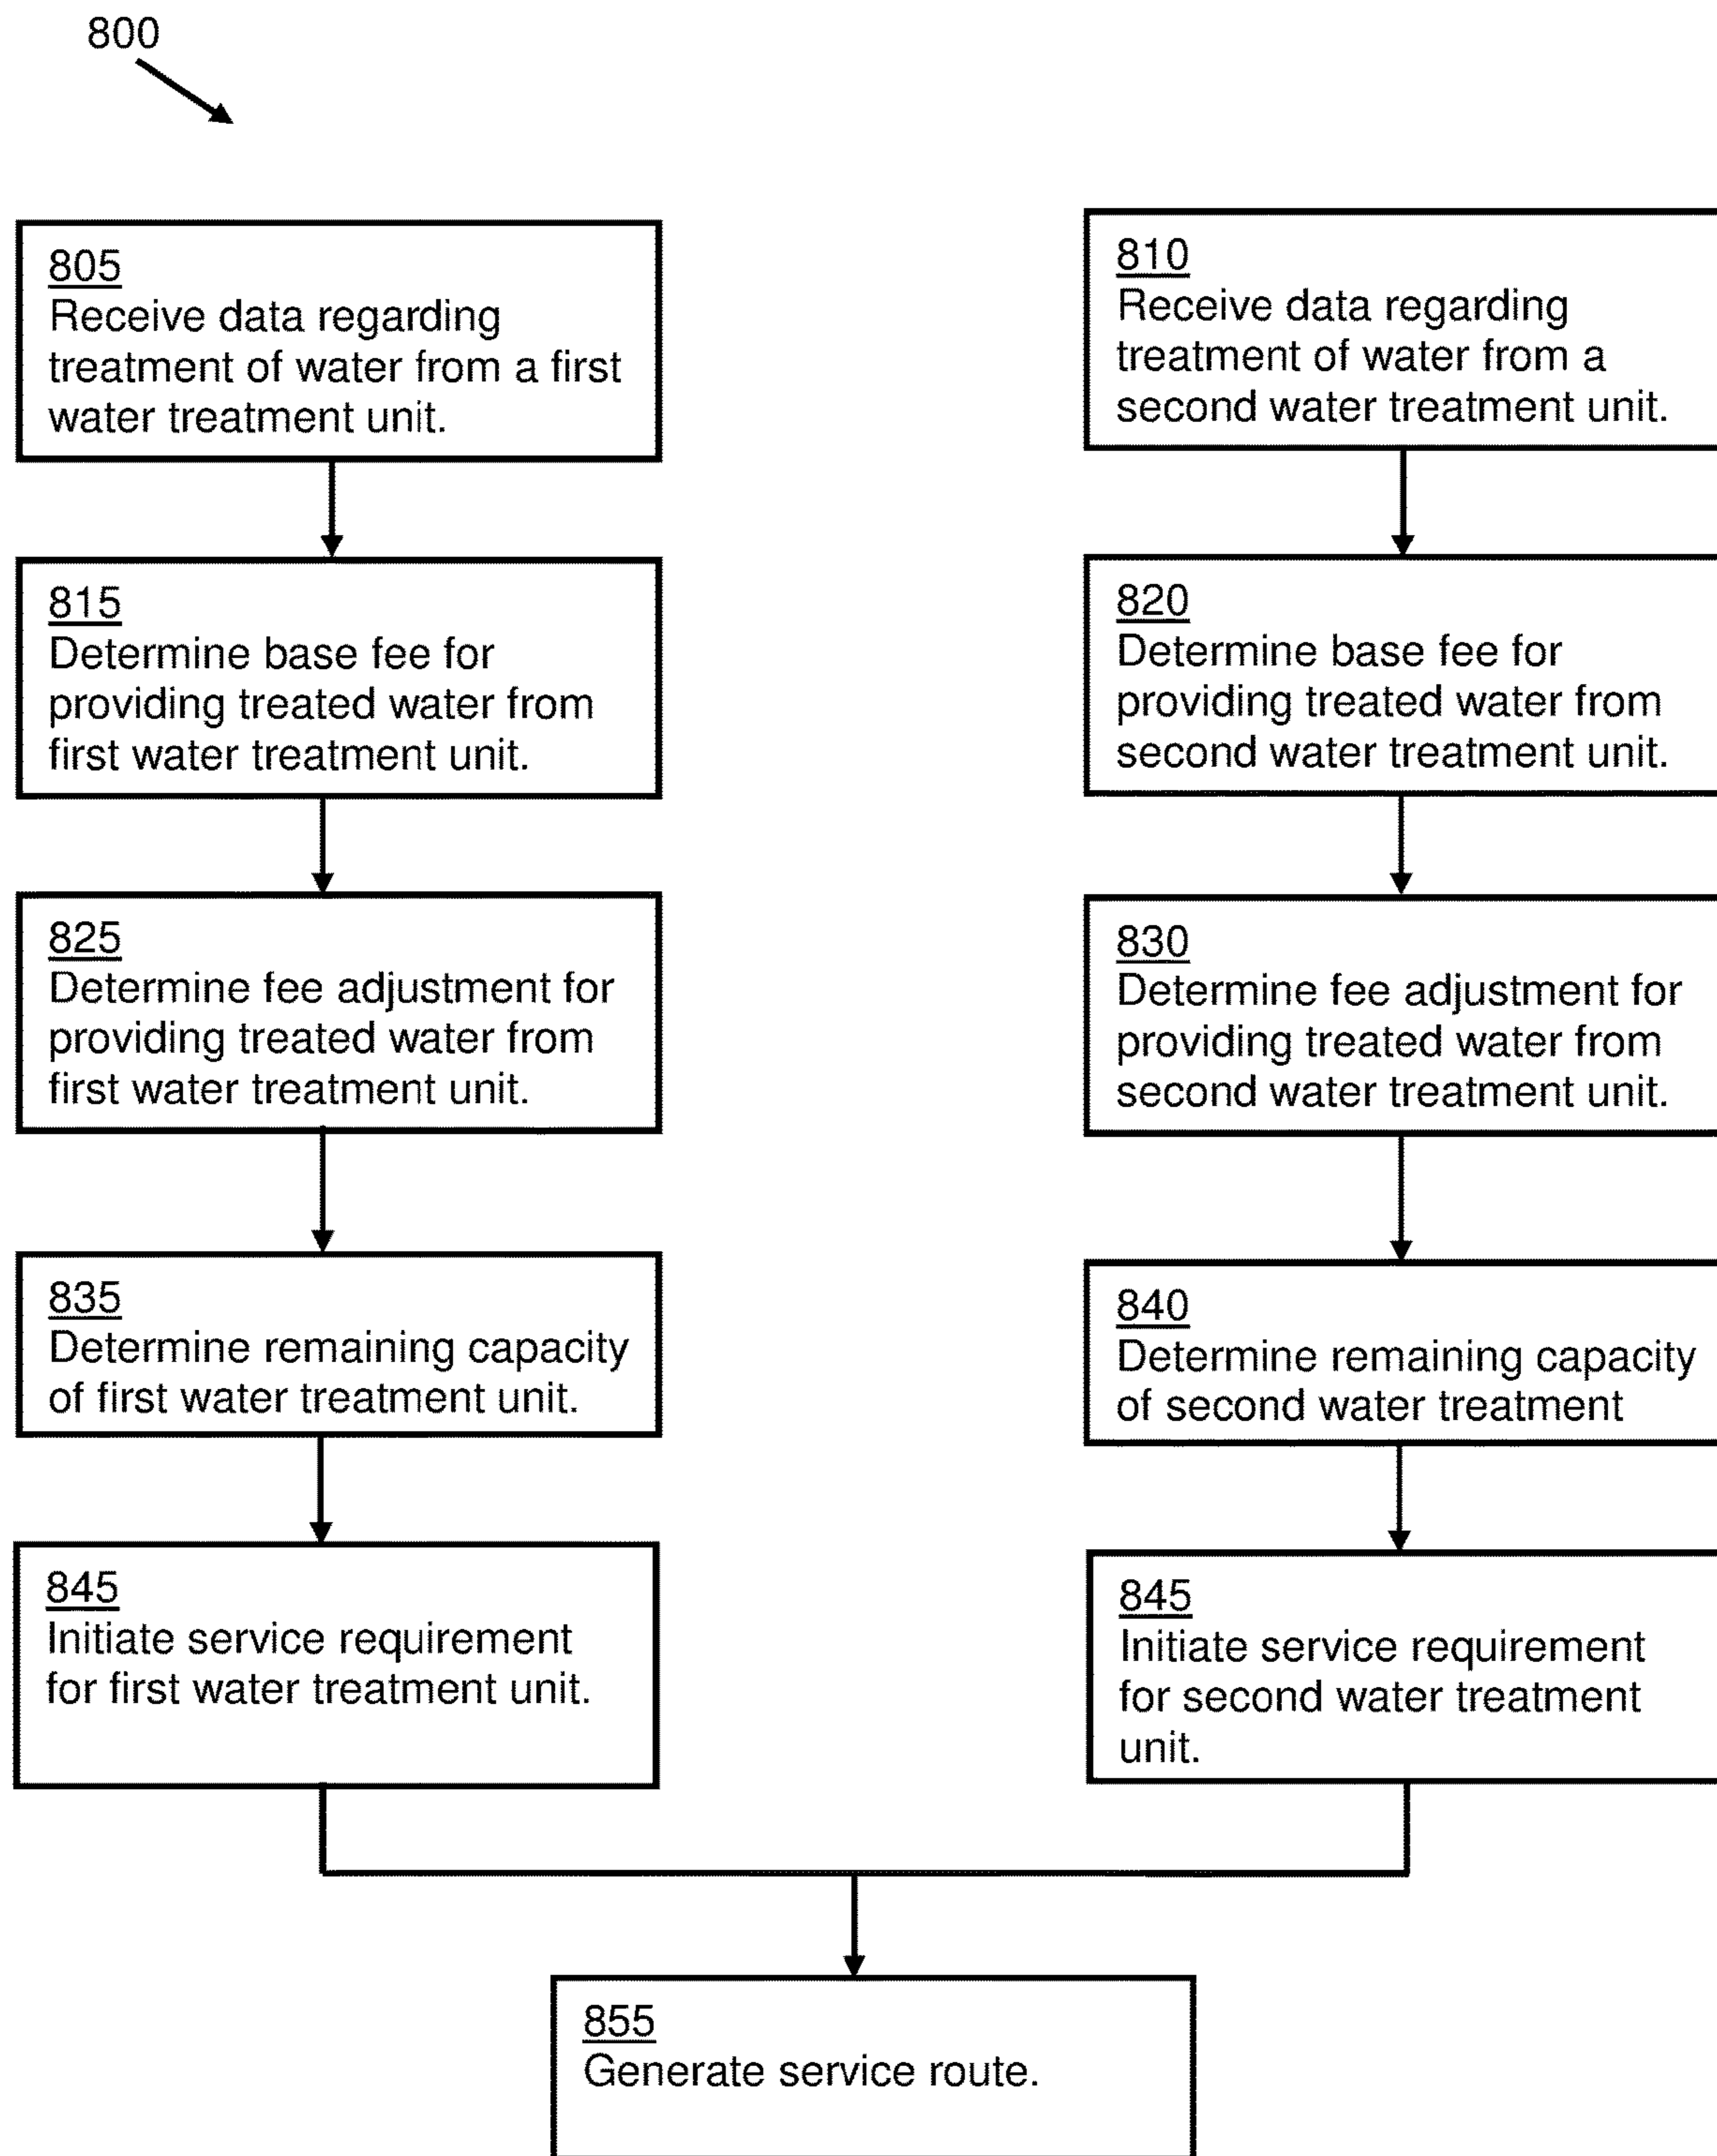 800
805
Receive data regarding
treatment of water from a first
water treatment unit.
810
Receive data regarding
treatment of water from a
second water treatment unit.
815
Determine base fee for
providing treated water from
first water treatment unit.
820
Determine base fee for
providing treated water from
second water treatment unit.
825
Determine fee adjustment for
providing treated water from
first water treatment unit.
830
Determine fee adjustment for
providing treated water from
second water treatment unit.
835
Determine remaining capacity
of first water treatment unit.
840
Determine remaining capacity
of second water treatment
845
Initiate service requirement
for first water treatment unit.
845
Initiate service requirement
for second water treatment
unit.
855
Generate service route.